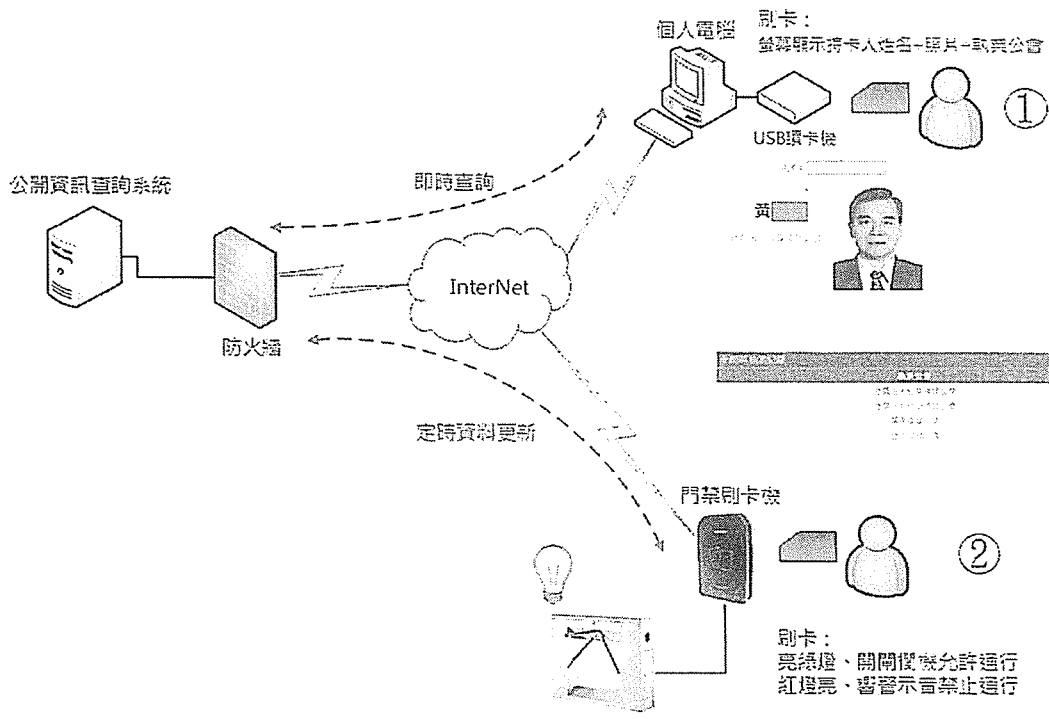 個人電腦
刷卡：
螢幕顯示持卡人姓名+照片+執業公會
①
USB讀卡機
公開資訊查詢系統
即時查詢
黃
InterNet
防火牆
定時資料更新
門禁刷卡機
②
刷卡：
亮綠燈、開閘機允許通行
紅燈亮、響警示音禁止通行